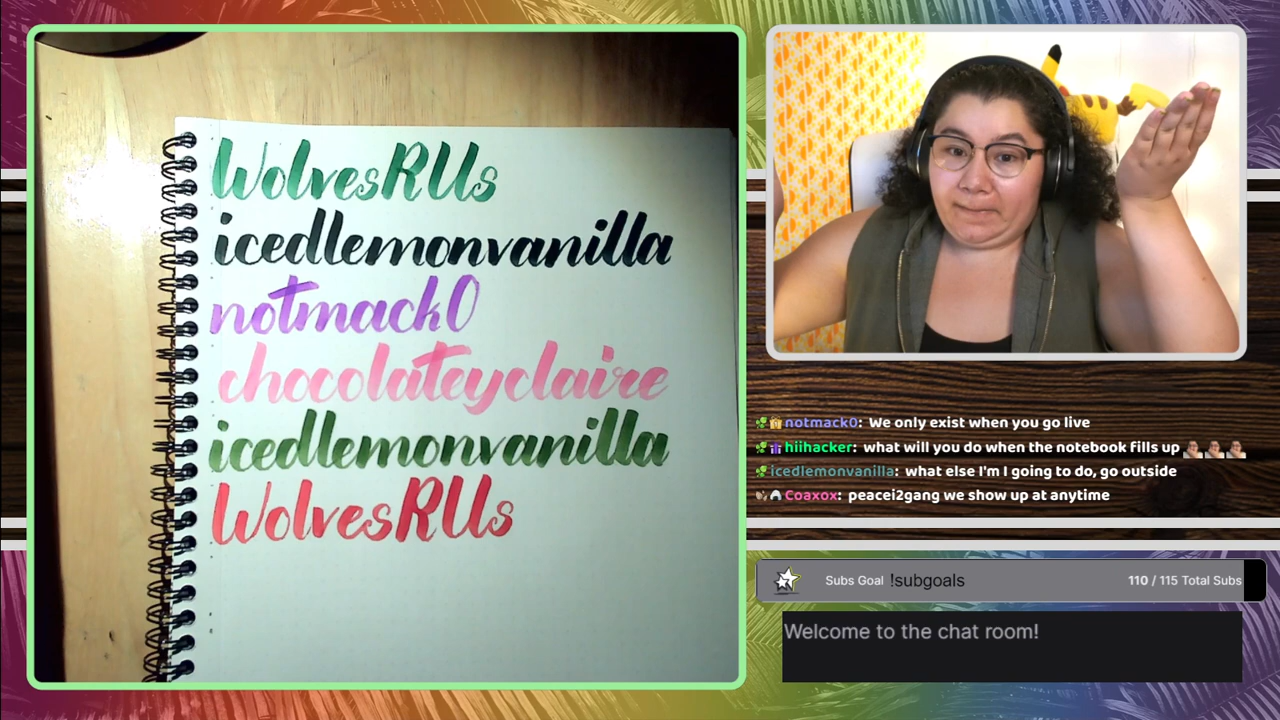 WolvesRUs
icedlemonvanilla
notmack0
chocolateyclaire
icedlemonvanilla
WolvesRUs
notmack0: We only exist when you go live
hiihacker: what will you do when the notebook fills up
icedlemonvanilla: what else I'm I going to do, go outside
Coaxox: peacei2gang we show up at anytime
Subs Goal !subgoals 110 / 115 Total Subs
Welcome to the chat room!